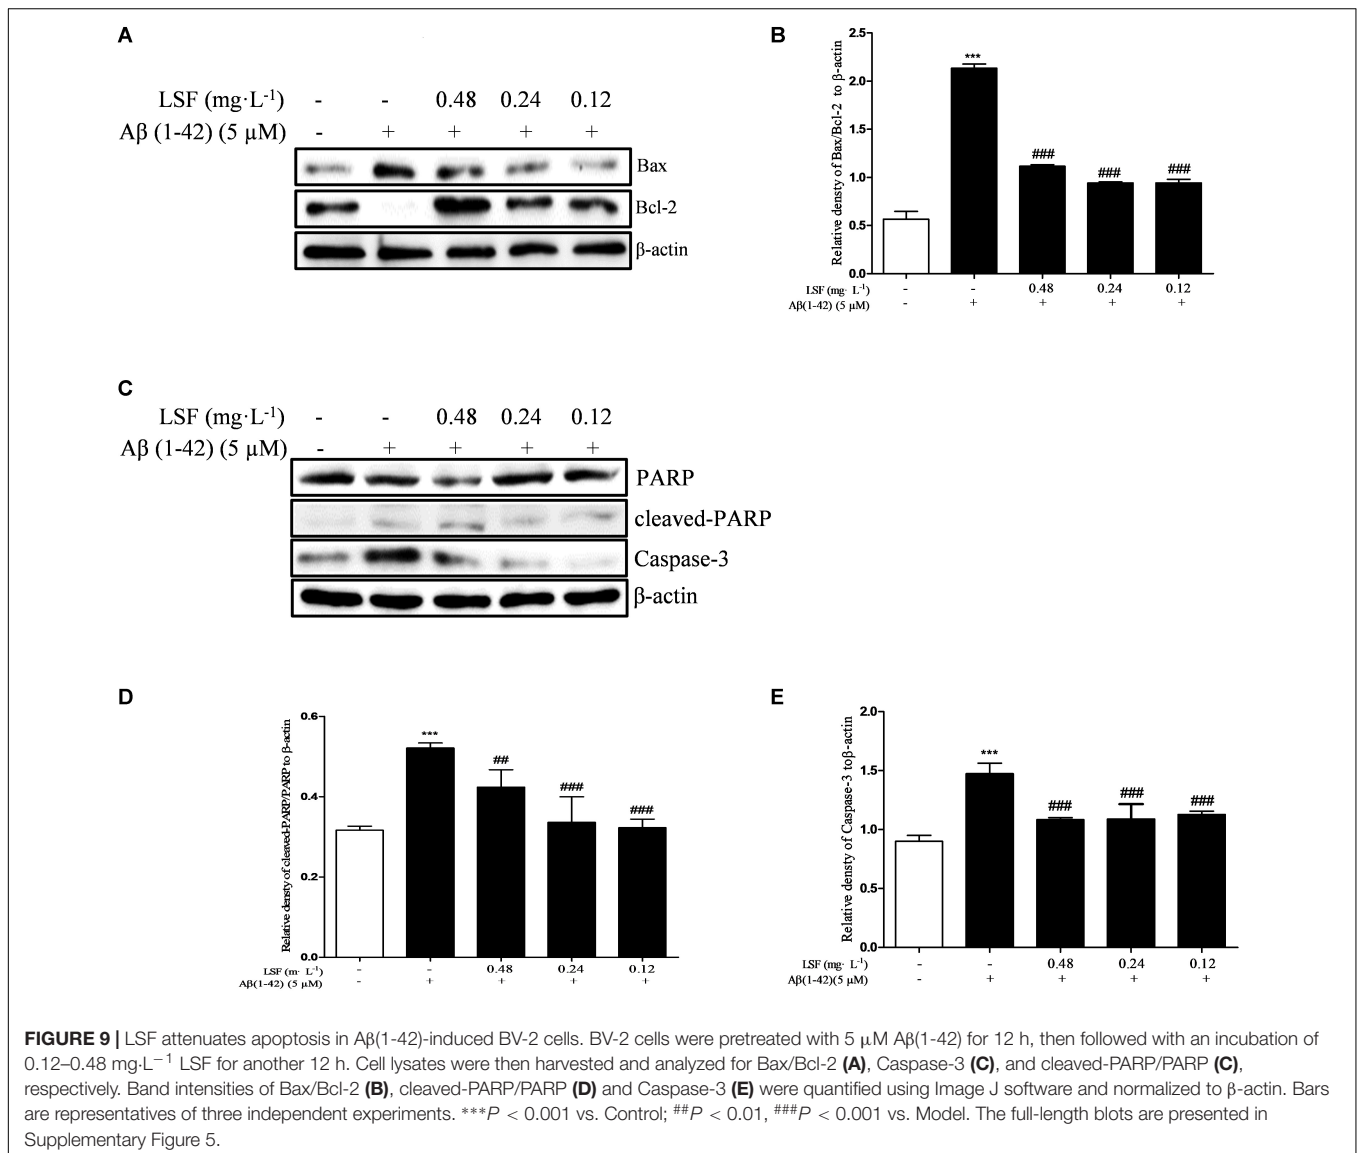 A
LSF (mg·L-1) - - 0.48 0.24 0.12
Aβ (1-42) (5 μM) - + + + +
Bax
Bcl-2
β-actin
B
Relative densty of Bax/Bcl-2 to β-actin
2.5
2.0
1.5
1.0
0.5
0.0
***
###
###
###
LSF (mg· L-1) - - 0.48 0.24 0.12
Aβ(1-42) (5 μM) - + + + +
C
LSF (mg·L-1) - - 0.48 0.24 0.12
Aβ (1-42) (5 μM) - + + + +
PARP
cleaved-PARP
Caspase-3
β-actin
D
Relative densty of cleaved-PARP/PARP to β-actin
0.6
0.4
0.2
0.0
***
##
###
###
LSF (m· L-1) - - 0.48 0.24 0.12
Aβ(1-42) (5 μM) - + + + +
E
Relative densty of Caspase-3 toβ-actin
2.0
1.5
1.0
0.5
0.0
***
###
###
###
LSF (mg· L-1) - - 0.48 0.24 0.12
Aβ(1-42)(5 μM) - + + + +
FIGURE 9 | LSF attenuates apoptosis in Aβ(1-42)-induced BV-2 cells. BV-2 cells were pretreated with 5 μM Aβ(1-42) for 12 h, then followed with an incubation of
0.12–0.48 mg·L−1 LSF for another 12 h. Cell lysates were then harvested and analyzed for Bax/Bcl-2 (A), Caspase-3 (C), and cleaved-PARP/PARP (C),
respectively. Band intensities of Bax/Bcl-2 (B), cleaved-PARP/PARP (D) and Caspase-3 (E) were quantified using Image J software and normalized to β-actin. Bars
are representatives of three independent experiments. ***P < 0.001 vs. Control; ##P < 0.01, ###P < 0.001 vs. Model. The full-length blots are presented in
Supplementary Figure 5.